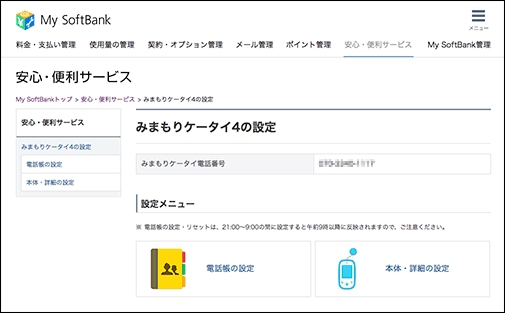 My SoftBank
メニュー
料金・支払い管理 使用量の管理 契約・オプション管理 メール管理 ポイント管理 安心・便利サービス My SoftBank管理
安心・便利サービス
My SoftBankトップ > 安心・便利サービス > みまもりケータイ4の設定
安心・便利サービス
みまもりケータイ4の設定
電話帳の設定
本体・詳細の設定
みまもりケータイ4の設定
みまもりケータイ電話番号
設定メニュー
※ 電話帳の設定・リセットは、21:00〜9:00の間に設定すると午前9時以降に反映されますので、ご注意ください。
電話帳の設定
本体・詳細の設定